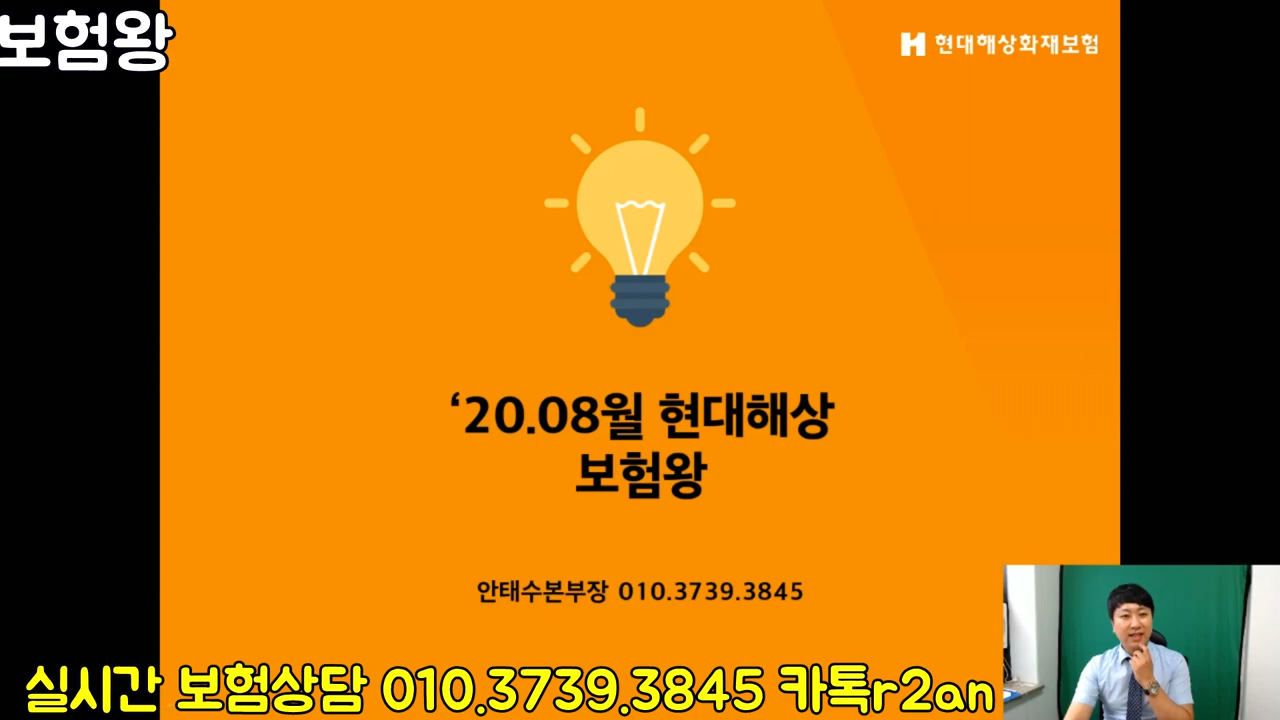 보험왕
현대해상화재보험
‘20.08월 현대해상
보험왕
안태수본부장 010.3739.3845
실시간 보험상담 010.3739.3845 카톡r2an